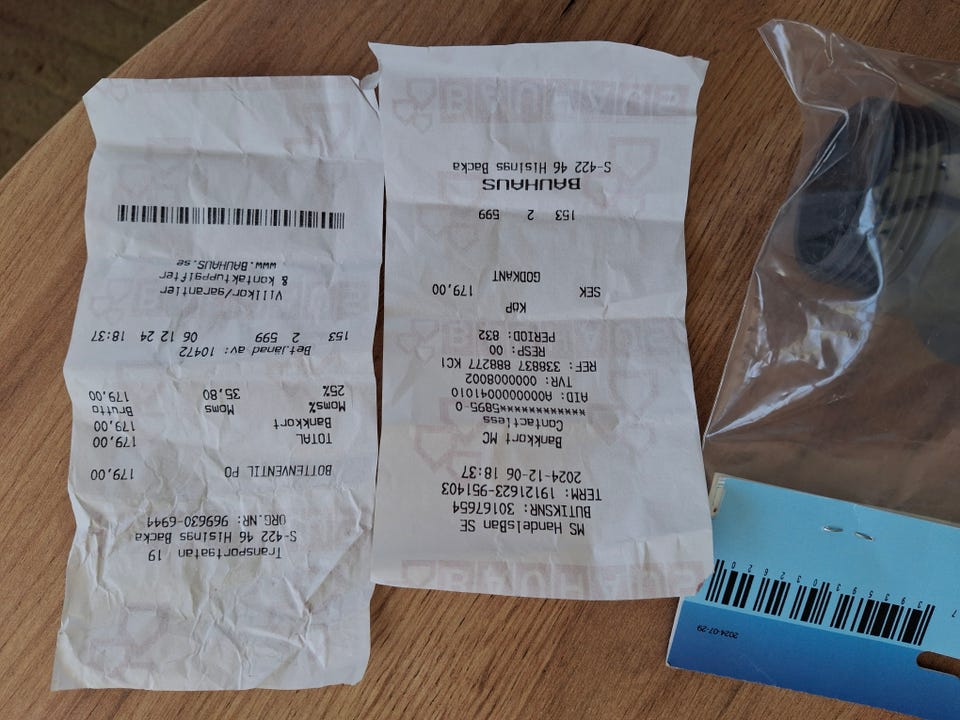 2024-07-29
BAUHAUS
MS HandelsBan SE
BUTIKSNR: 30167654
TERM: 19121623-951403
2024-12-06 18:37
Bankkort MC
Contactless
************5895-0
AID: A0000000041010
TVR: 0000008002
REF: 338837 888277 KC1
RESP: 00
PERIOD: 832
KÖP
SEK 179,00
GODKÄNT
153 2 599
BAUHAUS
S-422 46 Hisings Backa
BAUHAUS
Transportgatan 19
S-422 46 Hisings Backa
ORG.NR: 969630-6944
BOTTENVENTIL PO 179,00
TOTAL 179,00
Bankkort 179,00
Moms% Moms Brutto
25% 35,80 179,00
Betjänad av: 10472
153 2 599 06 12 24 18:37
Villkor/garantier
& kontaktuppgifter
www.BAUHAUS.se